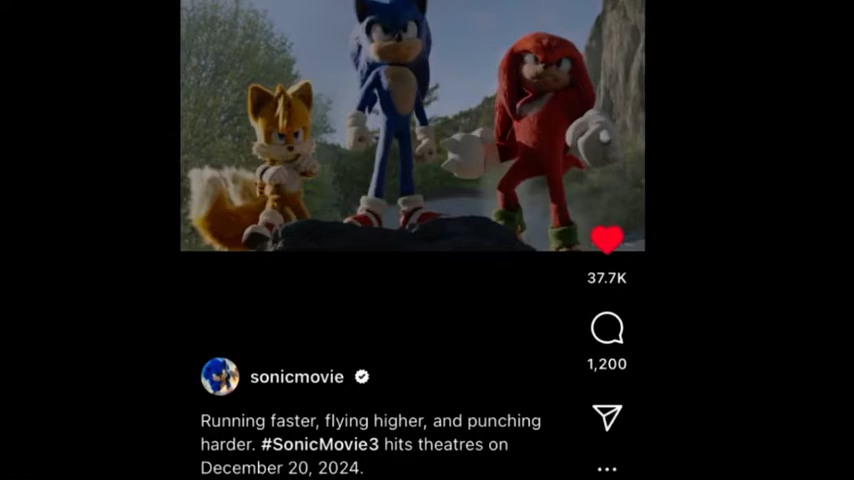 37.7K
1,200
sonicmovie
Running faster, flying higher, and punching
harder. #SonicMovie3 hits theatres on
December 20, 2024.